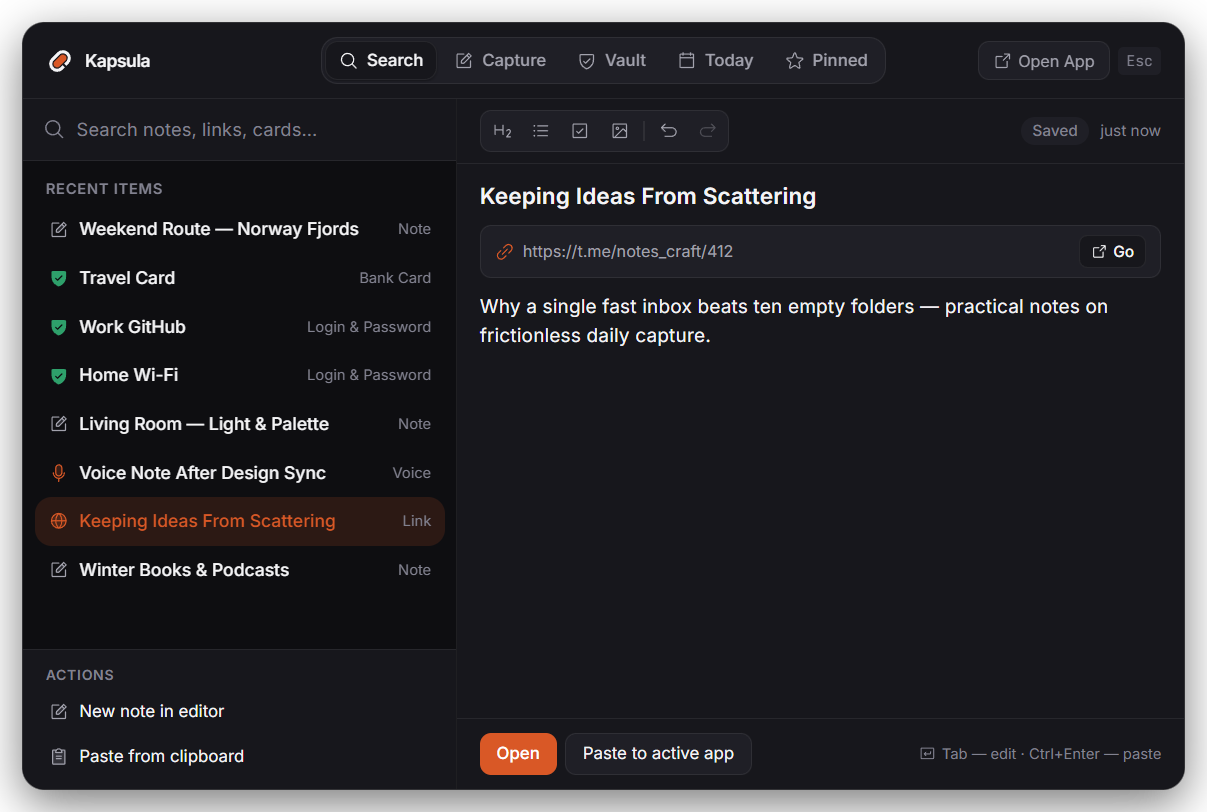 Kapsula
Search
Capture
Vault
Today
Pinned
Open App
Esc
Search notes, links, cards...
RECENT ITEMS
Weekend Route — Norway Fjords Note
Travel Card Bank Card
Work GitHub Login & Password
Home Wi-Fi Login & Password
Living Room — Light & Palette Note
Voice Note After Design Sync Voice
Keeping Ideas From Scattering Link
Winter Books & Podcasts Note
ACTIONS
New note in editor
Paste from clipboard
H2
Saved just now
Keeping Ideas From Scattering
https://t.me/notes_craft/412
Go
Why a single fast inbox beats ten empty folders — practical notes on
frictionless daily capture.
Open
Paste to active app
Tab — edit · Ctrl+Enter — paste